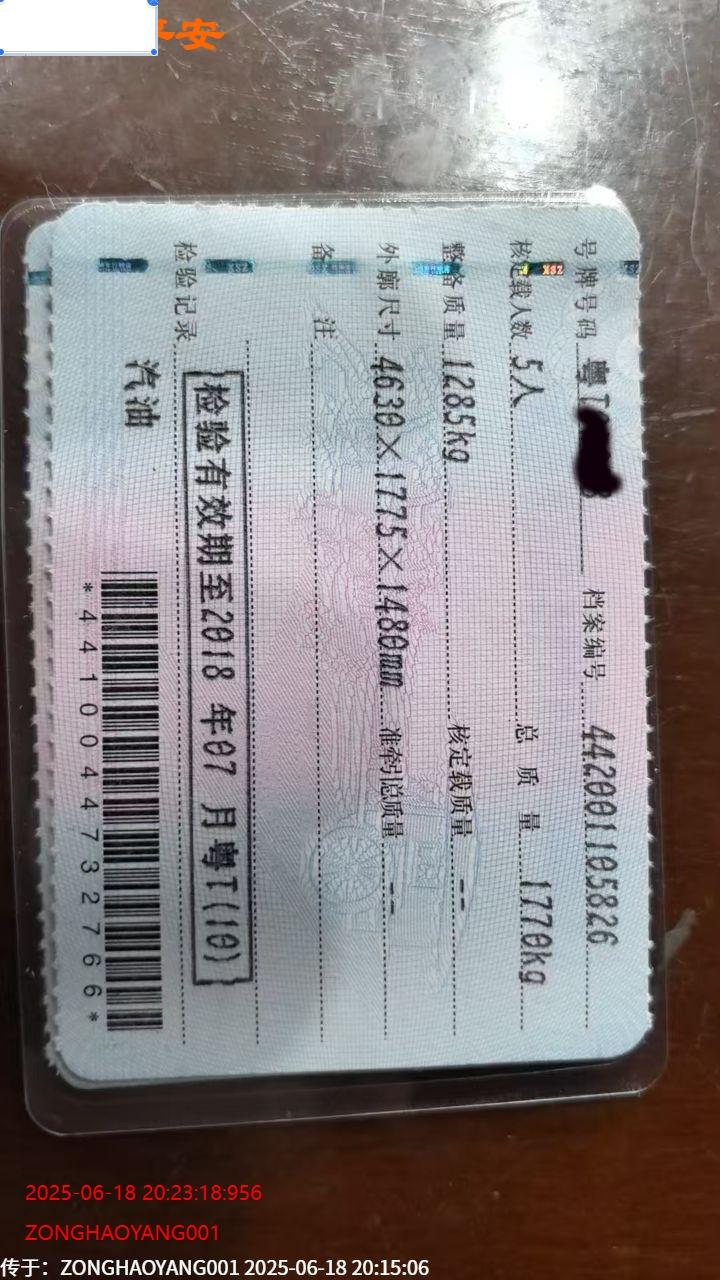 平安
号牌号码 粤T 档案编号 442001105826
核定载人数 5人 总质量 1770kg
整备质量 1285kg 核定载质量 --
外廓尺寸 4630×1775×1480mm 准牵引总质量 --
备注
检验有效期至2018年07月粤T(10)
检验记录
汽油
*4410044732766*
2025-06-18 20:23:18:956
ZONGHAOYANG001
传于：ZONGHAOYANG001 2025-06-18 20:15:06